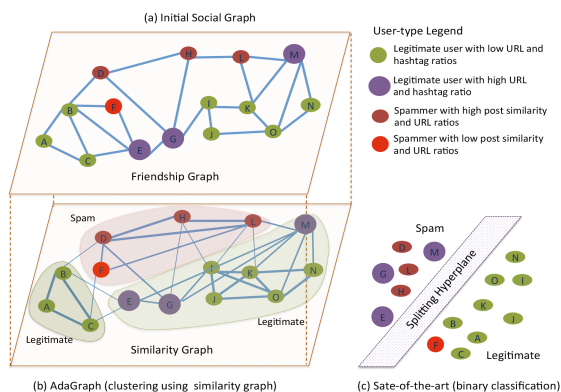 (a) Initial Social Graph
H
L
M
D
B
F
I
K
N
A
E
G
J
O
C
Friendship Graph
User-type Legend
Legitimate user with low URL and
hashtag ratios
Legitimate user with high URL
and hashtag ratio
Spammer with high post similarity
and URL ratios
Spammer with low post similarity
and URL ratios
Spam
H
L
M
D
B
F
I
K
N
A
E
G
J
O
C
Legitimate
Legitimate
Similarity Graph
Spam
D
M
G
L
H
E
Splitting Hyperplane
N
O
I
K
J
B
A
F
C
Legitimate
(b) AdaGraph (clustering using similarity graph)
(c) Sate-of-the-art (binary classification)